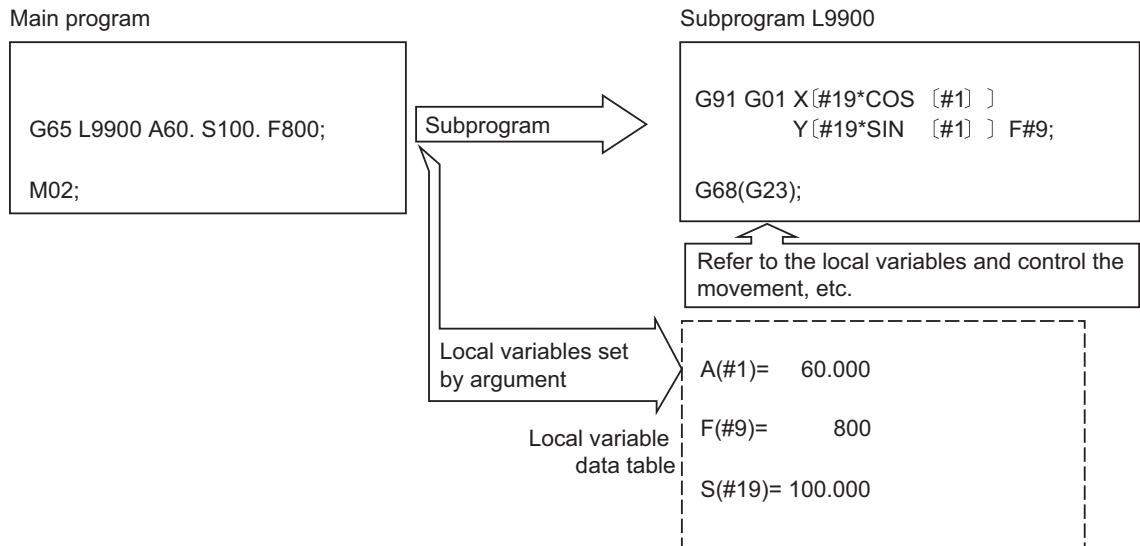 Main program
G65 L9900 A60. S100. F800;
M02;
Subprogram
Subprogram L9900
G91 G01 X〔#19*COS 〔#1〕 〕
Y〔#19*SIN 〔#1〕 〕 F#9;
G68(G23);
Refer to the local variables and control the
movement, etc.
Local variables set
by argument
Local variable
data table
A(#1)= 60.000
F(#9)= 800
S(#19)= 100.000